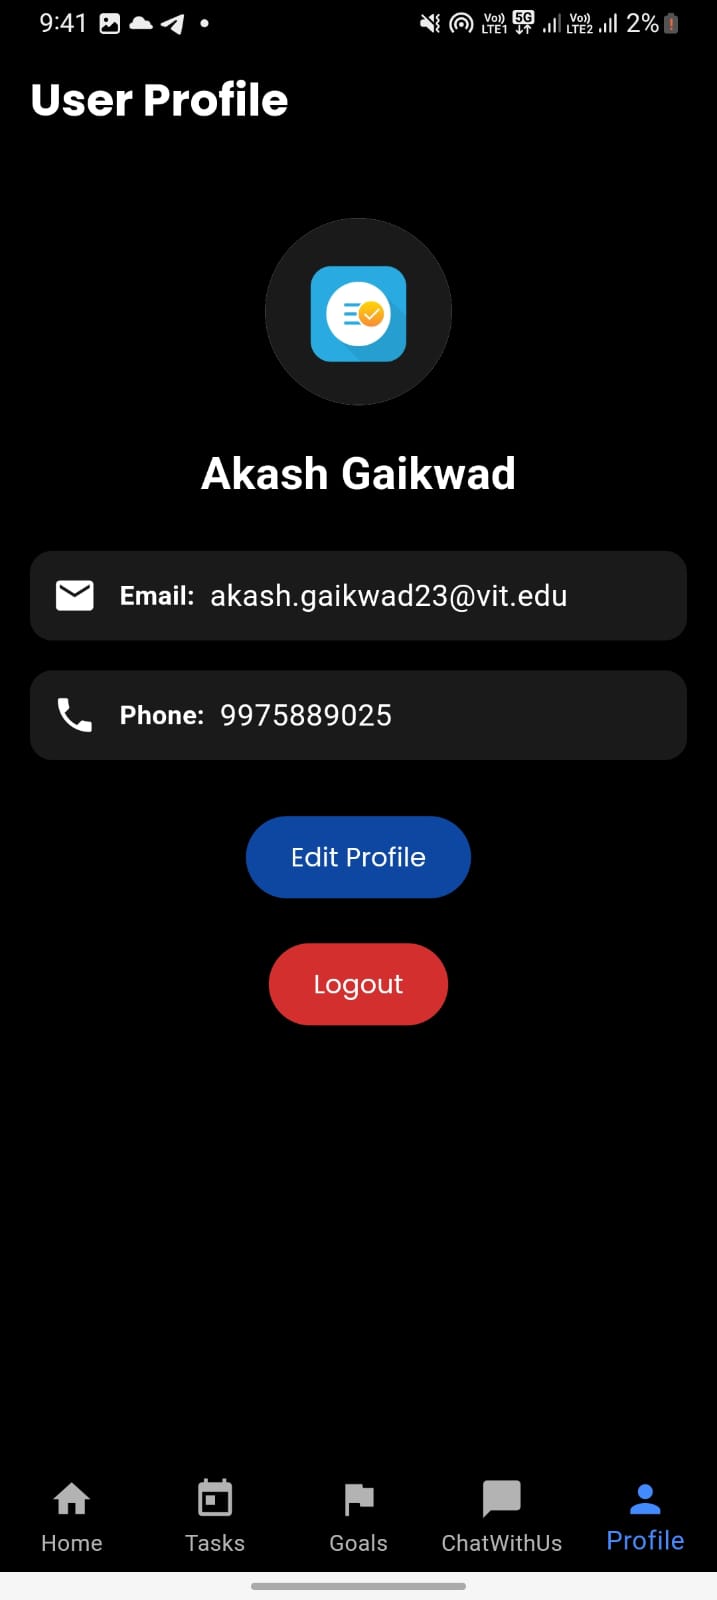 9:41 Vo)) LTE1 5G Vo)) LTE2 2%
User Profile
Akash Gaikwad
Email: akash.gaikwad23@vit.edu
Phone: 9975889025
Edit Profile
Logout
Home Tasks Goals ChatWithUs Profile